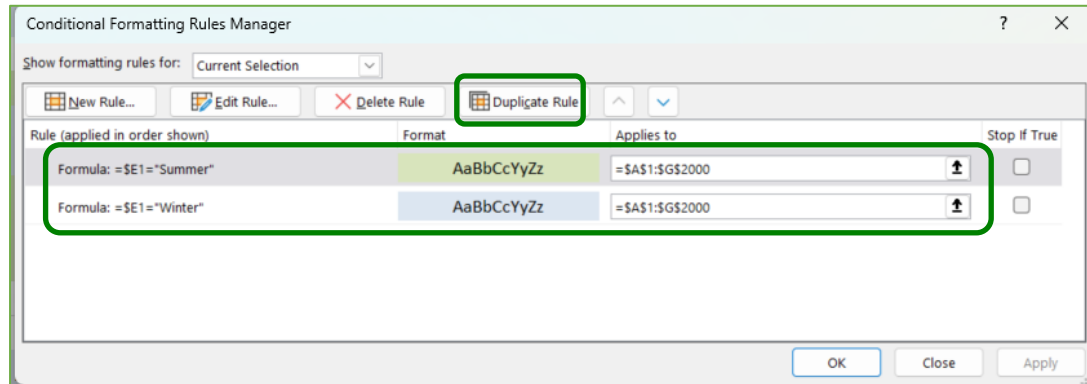 Conditional Formatting Rules Manager ? ×
Show formatting rules for: Current Selection
New Rule... Edit Rule... Delete Rule Duplicate Rule
Rule (applied in order shown) Format Applies to Stop If True
Formula: =$E1="Summer" AaBbCcYyZz =$A$1:$G$2000
Formula: =$E1="Winter" AaBbCcYyZz =$A$1:$G$2000
OK Close Apply